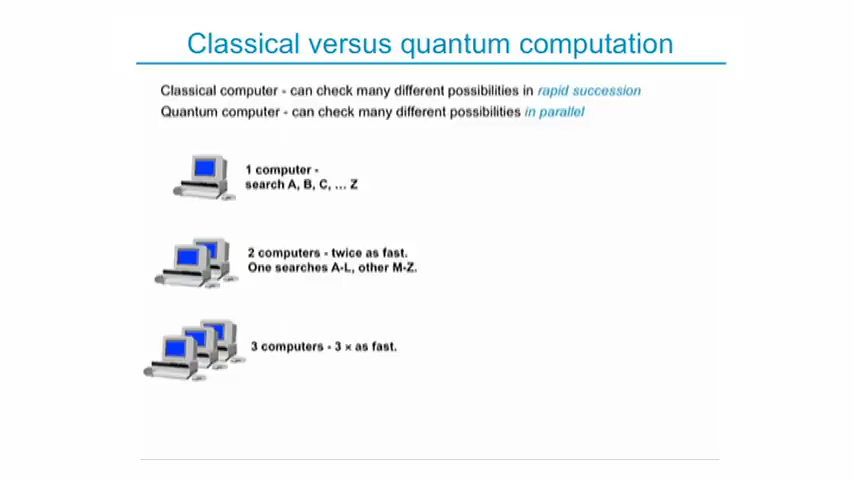 Classical versus quantum computation
Classical computer - can check many different possibilities in rapid succession
Quantum computer - can check many different possibilities in parallel
1 computer -
search A, B, C, ... Z
2 computers - twice as fast.
One searches A-L, other M-Z.
3 computers - 3 × as fast.